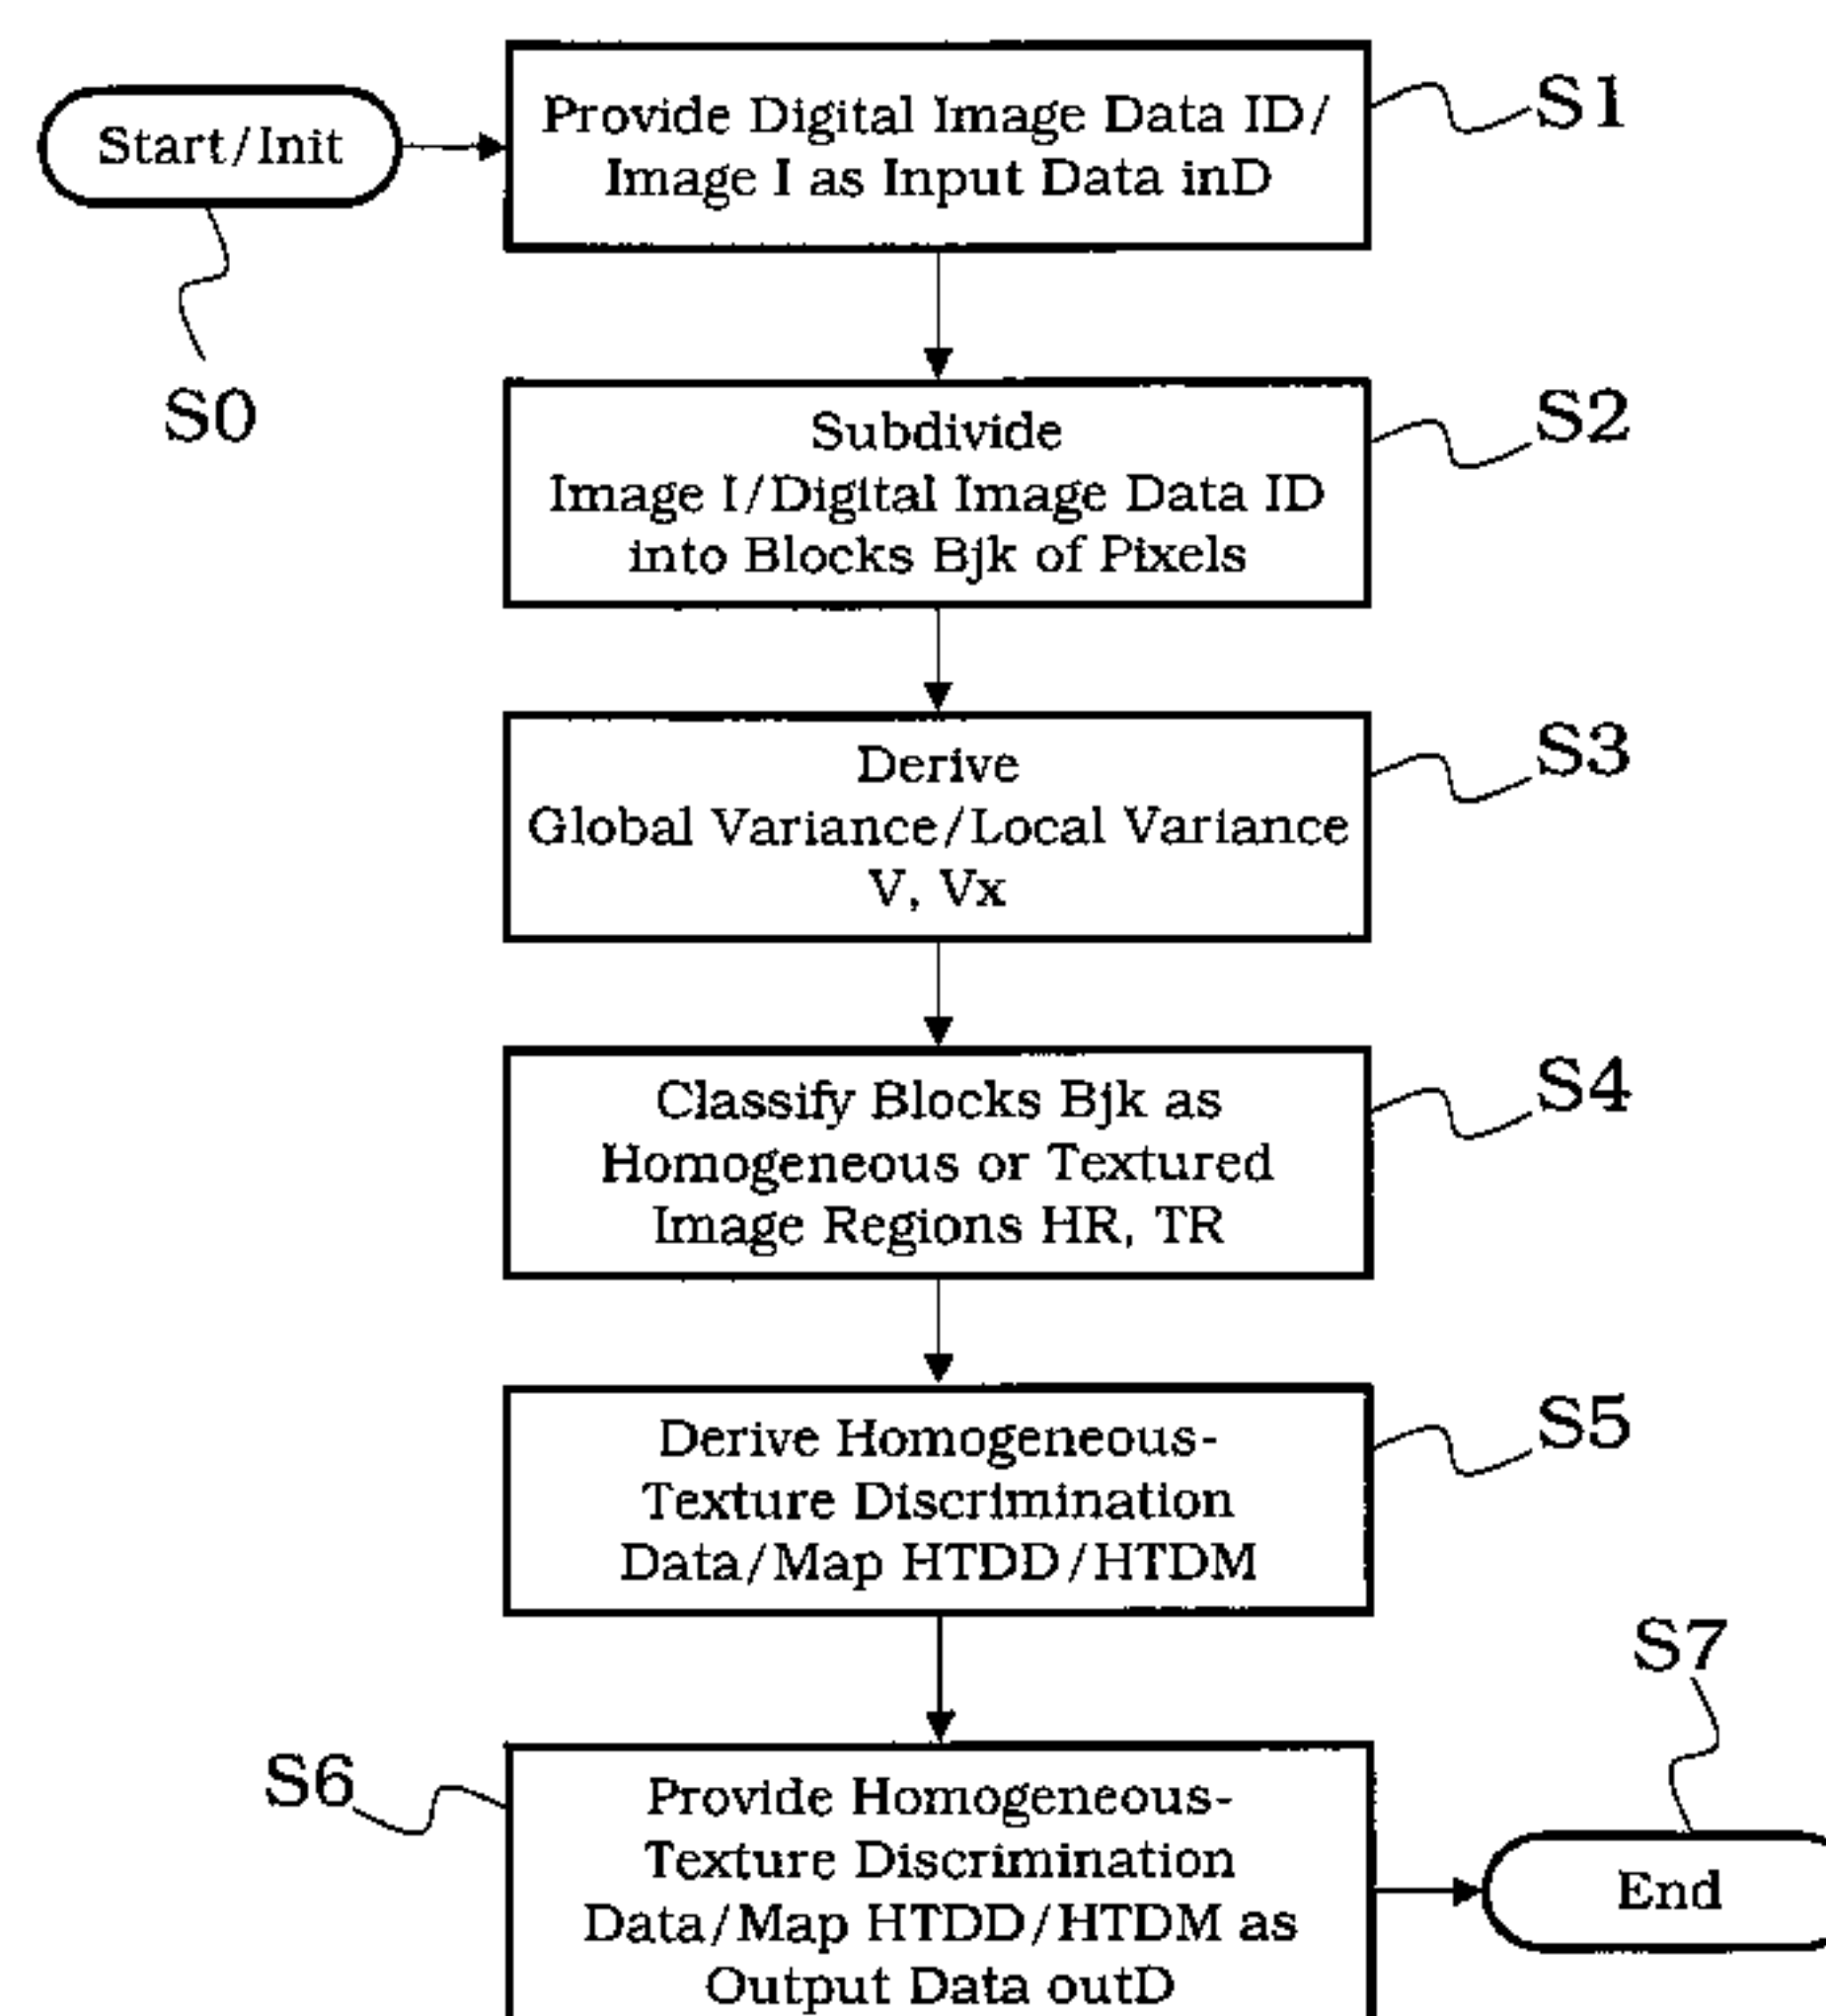 Start/Init
S0
Provide Digital Image Data ID/
Image I as Input Data inD
S1
Subdivide
Image I/Digital Image Data ID
into Blocks Bjk of Pixels
S2
Derive
Global Variance/Local Variance
V, Vx
S3
Classify Blocks Bjk as
Homogeneous or Textured
Image Regions HR, TR
S4
Derive Homogeneous-
Texture Discrimination
Data/Map HTDD/HTDM
S5
Provide Homogeneous-
Texture Discrimination
Data/Map HTDD/HTDM as
Output Data outD
S6
End
S7